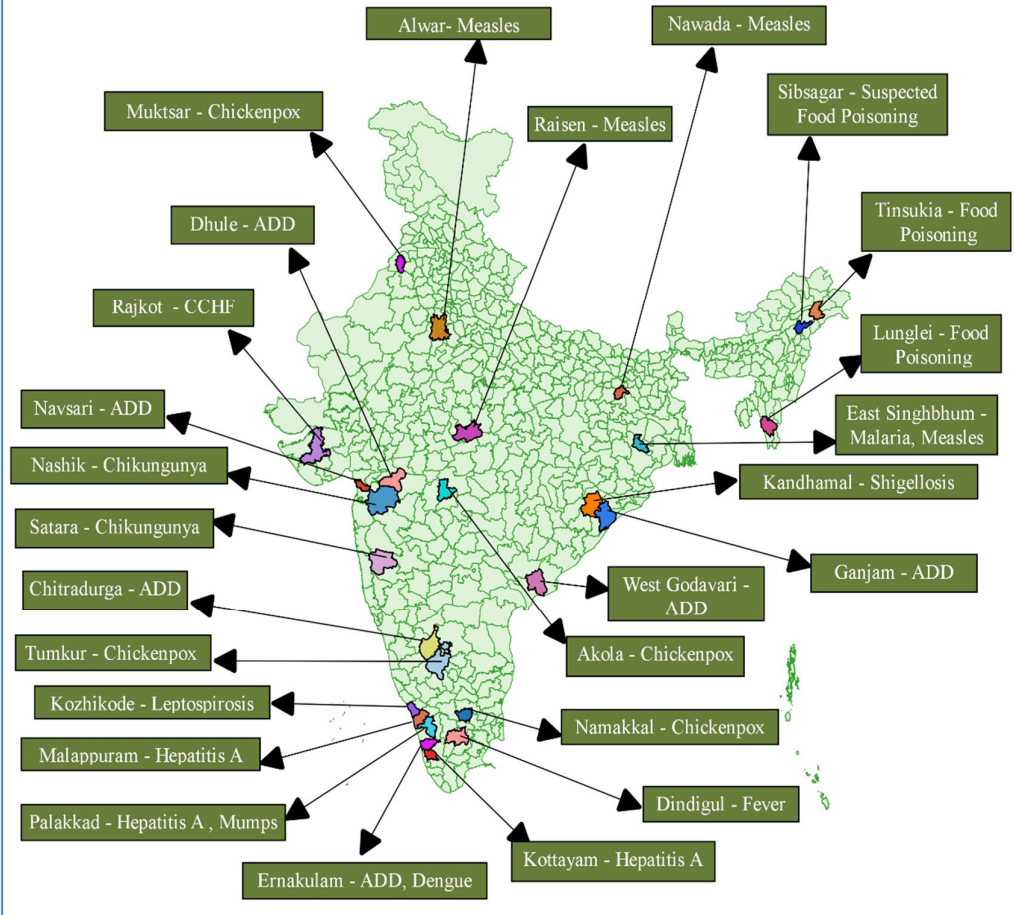 Alwar- Measles
Nawada - Measles
Muktsar - Chickenpox
Raisen - Measles
Sibsagar - Suspected
Food Poisoning
Dhule - ADD
Tinsukia - Food
Poisoning
Rajkot - CCHF
Lunglei - Food
Poisoning
Navsari - ADD
East Singhbhum -
Malaria, Measles
Nashik - Chikungunya
Kandhamal - Shigellosis
Satara - Chikungunya
Ganjam - ADD
Chitradurga - ADD
West Godavari -
ADD
Tumkur - Chickenpox
Akola - Chickenpox
Kozhikode - Leptospirosis
Namakkal - Chickenpox
Malappuram - Hepatitis A
Dindigul - Fever
Palakkad - Hepatitis A , Mumps
Kottayam - Hepatitis A
Ernakulam - ADD, Dengue